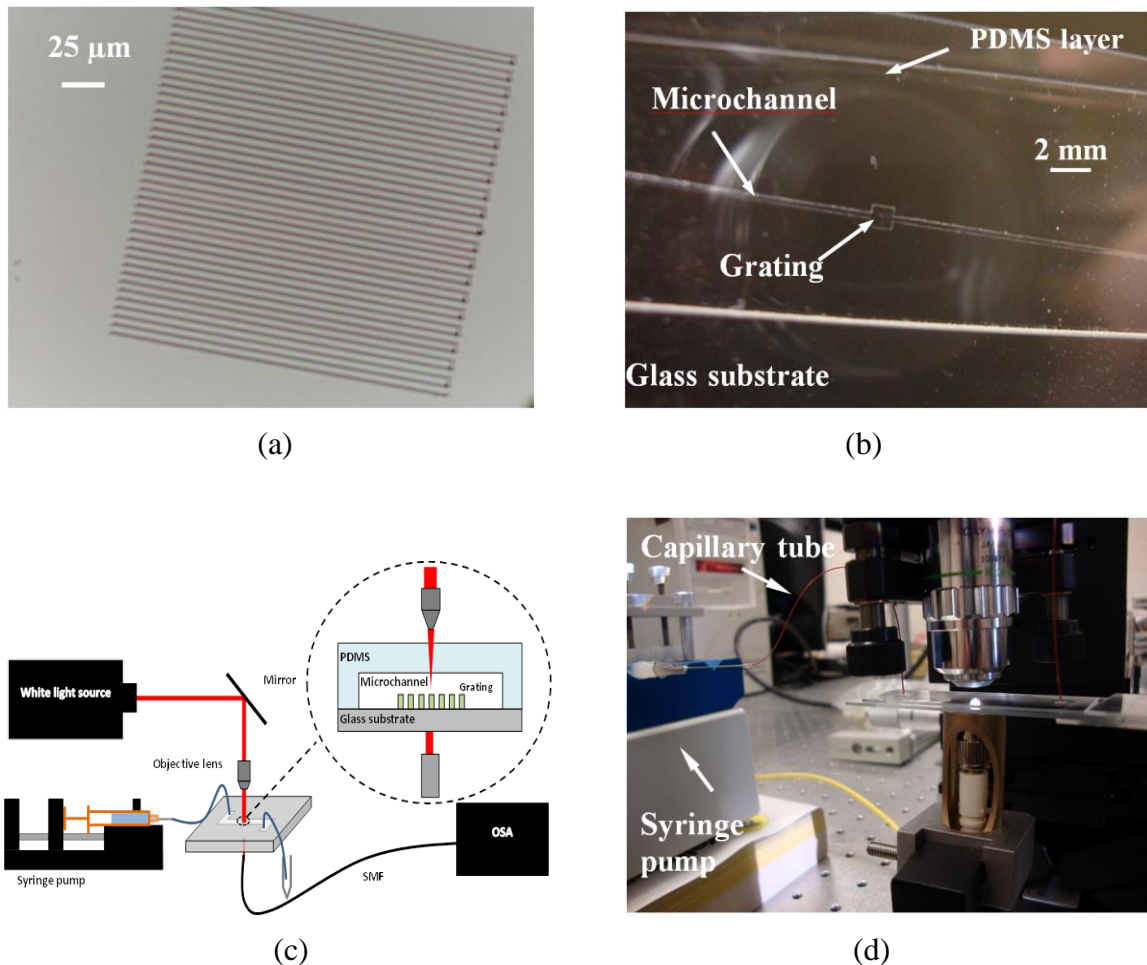 25 µm
PDMS layer
Microchannel
2 mm
Grating
Glass substrate
(a)
(b)
PDMS
Microchannel
Grating
Glass substrate
White light source
Mirror
Objective lens
OSA
Syringe pump
SMF
Capillary tube
Syringe
pump
(c)
(d)